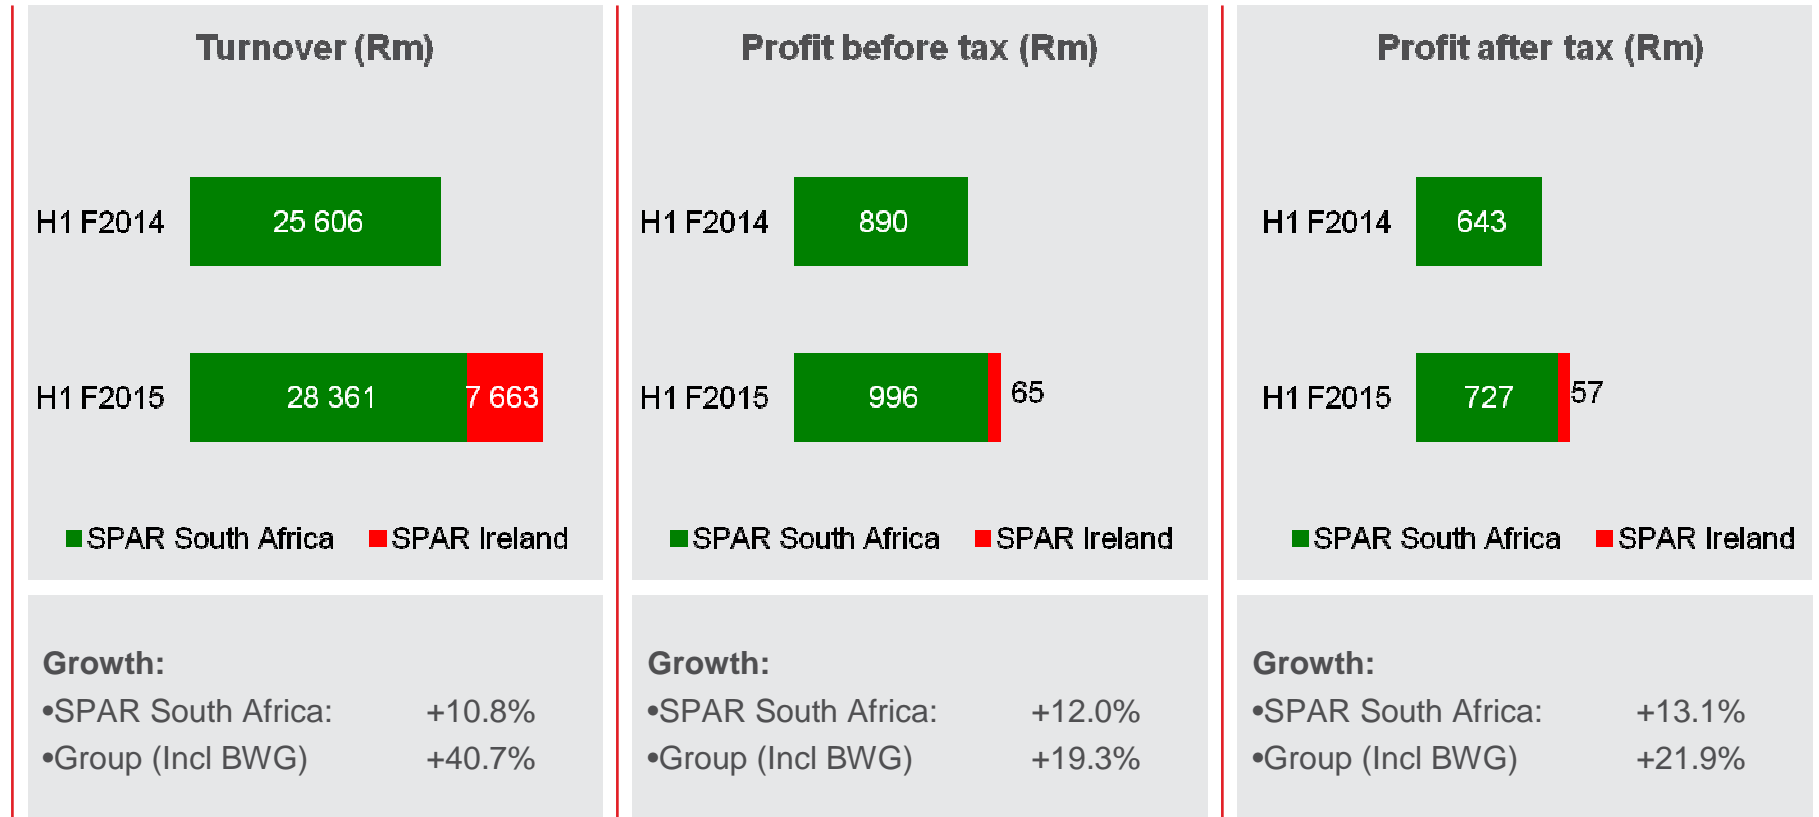 Turnover (Rm)
H1 F2014
25 606
H1 F2015
28 361
7 663
SPAR South Africa
SPAR Ireland
Growth:
•SPAR South Africa: +10.8%
•Group (Incl BWG) +40.7%
Profit before tax (Rm)
H1 F2014
890
H1 F2015
996
65
SPAR South Africa
SPAR Ireland
Growth:
•SPAR South Africa: +12.0%
•Group (Incl BWG) +19.3%
Profit after tax (Rm)
H1 F2014
643
H1 F2015
727
57
SPAR South Africa
SPAR Ireland
Growth:
•SPAR South Africa: +13.1%
•Group (Incl BWG) +21.9%